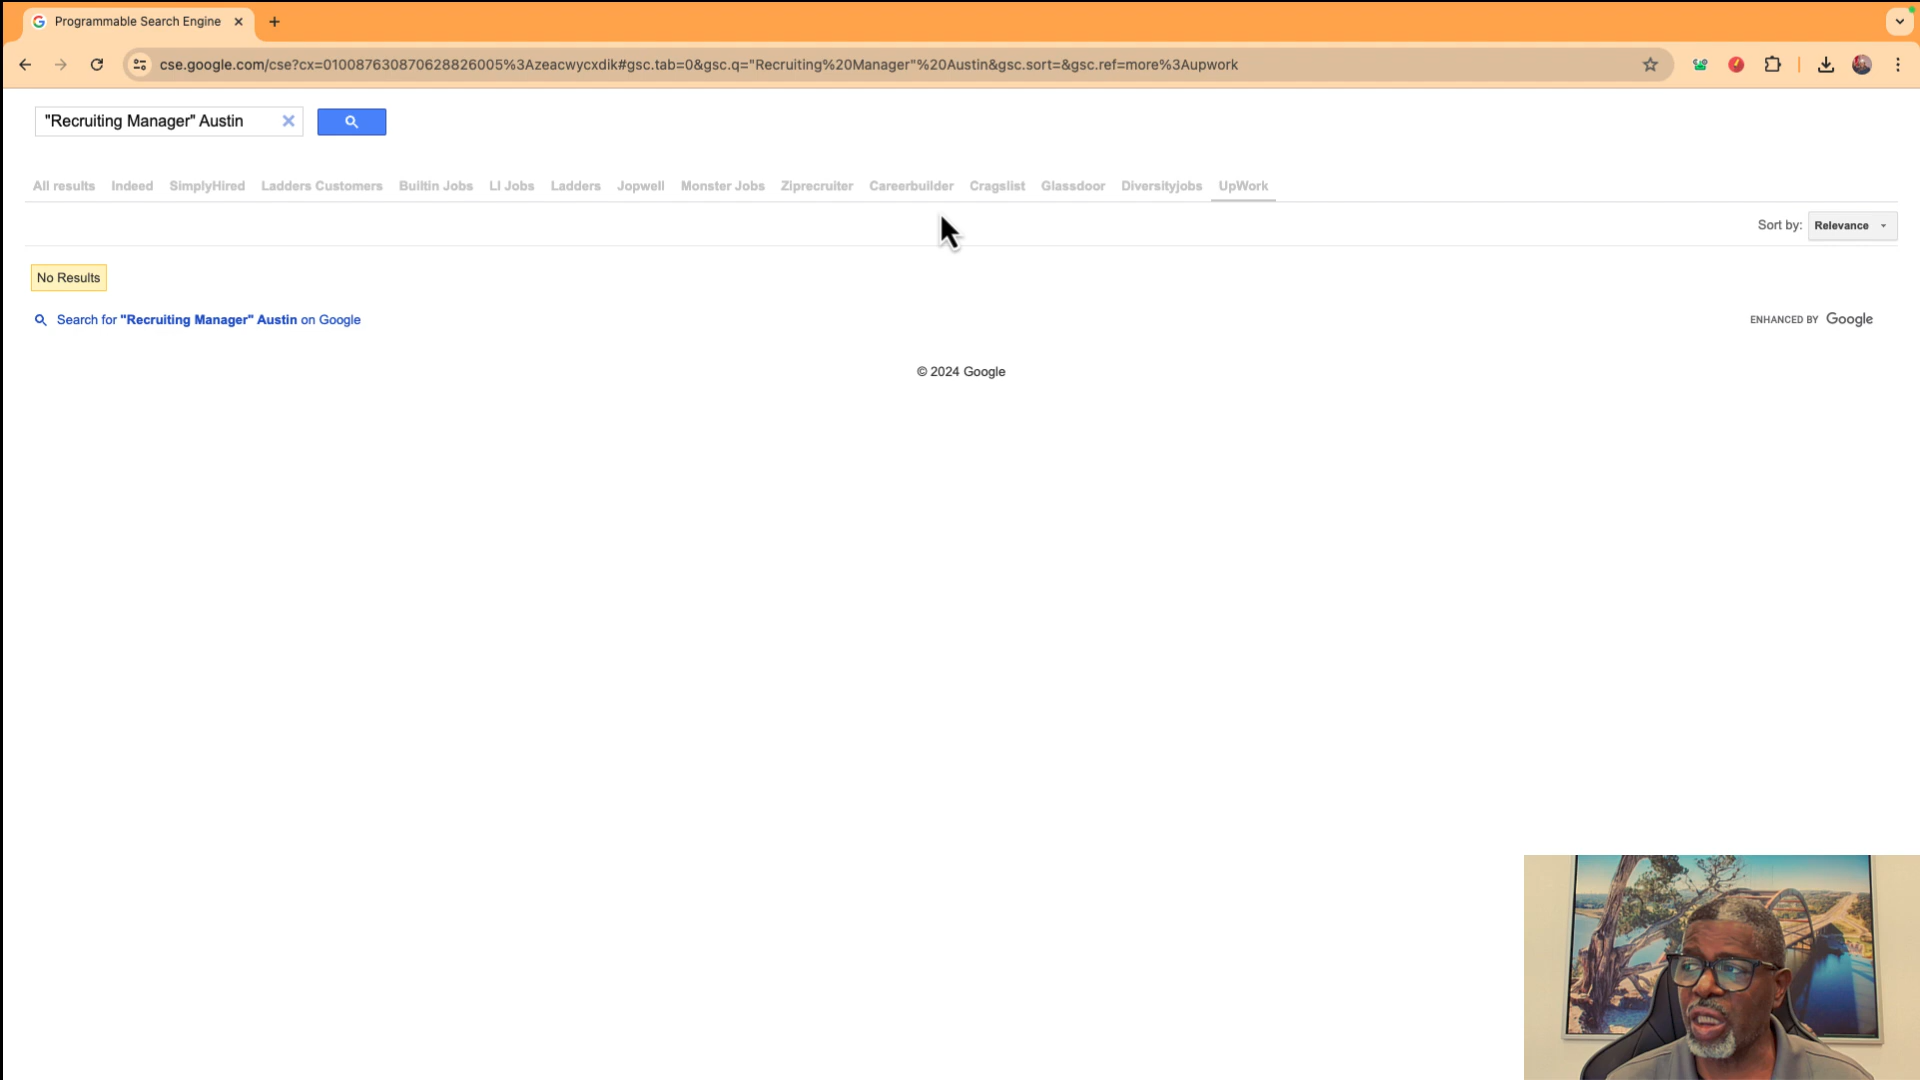 Programmable Search Engine
cse.google.com/cse?cx=010087630870628826005%3Azeacwycxdik#gsc.tab=0&gsc.q="Recruiting%20Manager"%20Austin&gsc.sort=&gsc.ref=more%3Aupwork
"Recruiting Manager" Austin
All results Indeed SimplyHired Ladders Customers Builtin Jobs LI Jobs Ladders Jopwell Monster Jobs Ziprecruiter Careerbuilder Cragslist Glassdoor Diversityjobs UpWork
Sort by: Relevance
No Results
Search for "Recruiting Manager" Austin on Google
ENHANCED BY Google
© 2024 Google